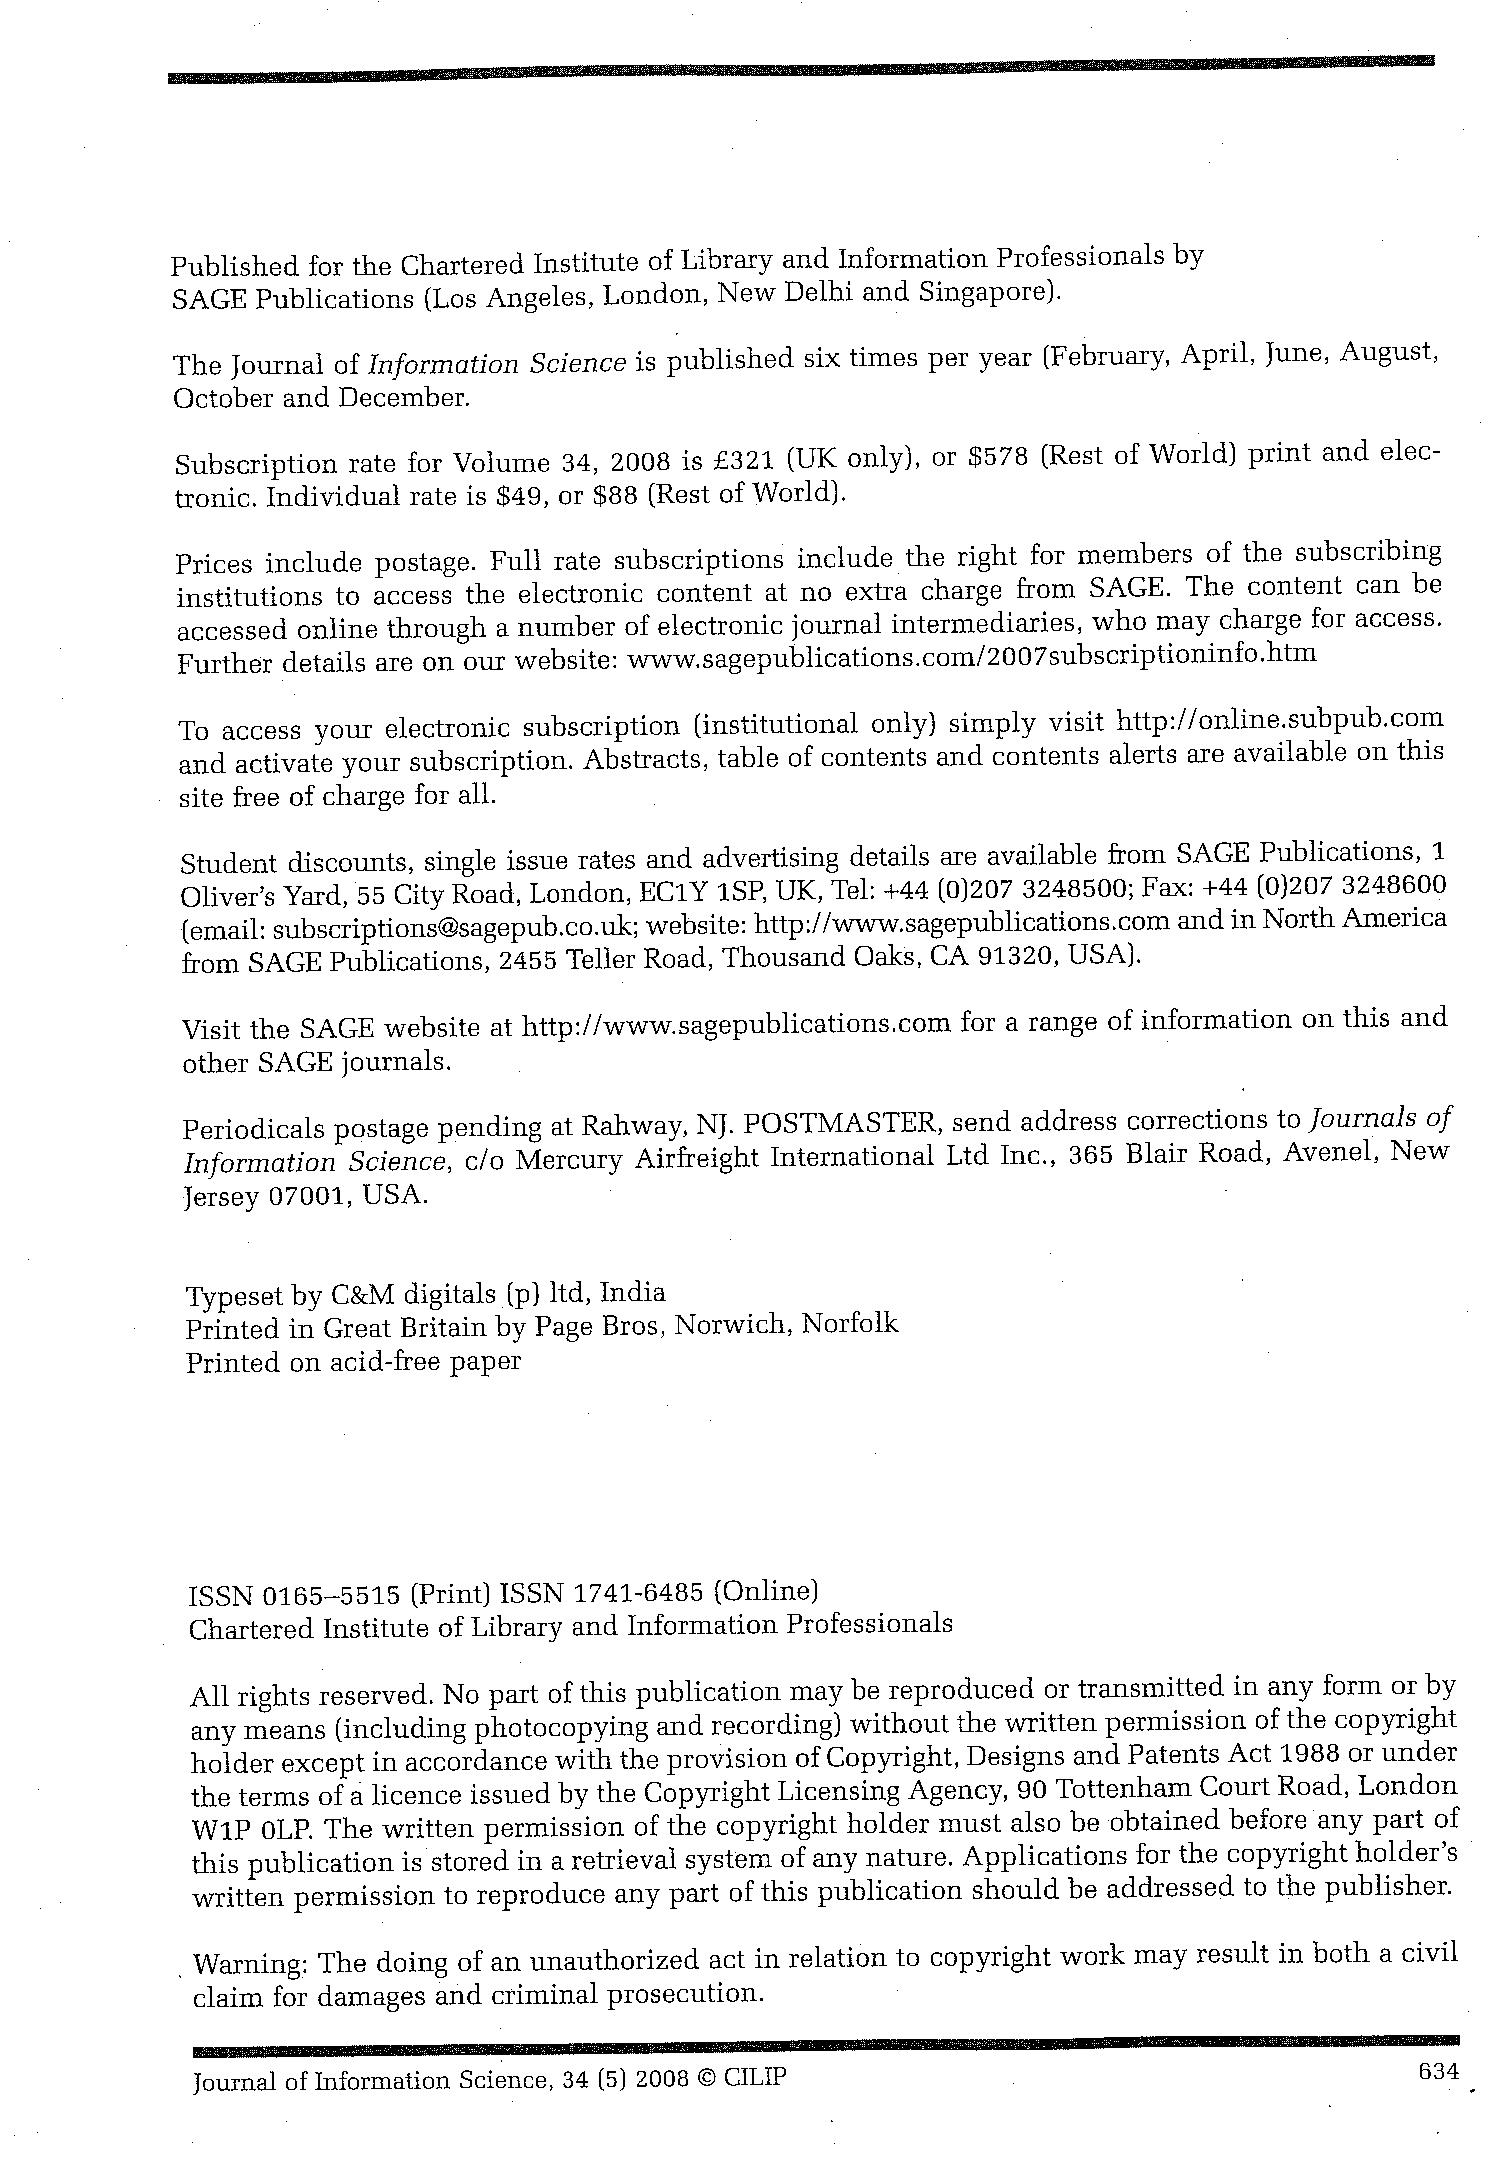 Published for the Chartered Institute of Library and Information Professionals by
SAGE Publications (Los Angeles, London, New Delhi and Singapore).
The Journal of Information Science is published six times per year (February, April, June, August,
October and December.
Subscription rate for Volume 34, 2008 is £321 (UK only), or $578 (Rest of World) print and elec-
tronic. Individual rate is $49, or $88 (Rest of World).
Prices include postage. Full rate subscriptions include the right for members of the subscribing
institutions to access the electronic content at no extra charge from SAGE. The content can be
accessed online through a number of electronic journal intermediaries, who may charge for access.
Further details are on our website: www.sagepublications.com/2007subscriptioninfo.htm
To access your electronic subscription (institutional only) simply visit http://online.subpub.com
and activate your subscription. Abstracts, table of contents and contents alerts are available on this
site free of charge for all.
Student discounts, single issue rates and advertising details are available from SAGE Publications, 1
Oliver's Yard, 55 City Road, London, EC1Y 1SP, UK, Tel: +44 (0)207 3248500; Fax: +44 (0)207 3248600
(email: subscriptions@sagepub.co.uk; website: http://www.sagepublications.com and in North America
from SAGE Publications, 2455 Teller Road, Thousand Oaks, CA 91320, USA).
Visit the SAGE website at http://www.sagepublications.com for a range of information on this and
other SAGE journals.
Periodicals postage pending at Rahway, NJ. POSTMASTER, send address corrections to Journals of
Information Science, c/o Mercury Airfreight International Ltd Inc., 365 Blair Road, Avenel, New
Jersey 07001, USA.
Typeset by C&M digitals (p) ltd, India
Printed in Great Britain by Page Bros, Norwich, Norfolk
Printed on acid-free paper
ISSN 0165–5515 (Print) ISSN 1741-6485 (Online)
Chartered Institute of Library and Information Professionals
All rights reserved. No part of this publication may be reproduced or transmitted in any form or by
any means (including photocopying and recording) without the written permission of the copyright
holder except in accordance with the provision of Copyright, Designs and Patents Act 1988 or under
the terms of a licence issued by the Copyright Licensing Agency, 90 Tottenham Court Road, London
W1P OLP. The written permission of the copyright holder must also be obtained before any part of
this publication is stored in a retrieval system of any nature. Applications for the copyright holder's
written permission to reproduce any part of this publication should be addressed to the publisher.
Warning: The doing of an unauthorized act in relation to copyright work may result in both a civil
claim for damages and criminal prosecution.
Journal of Information Science, 34 (5) 2008 © CILIP 634